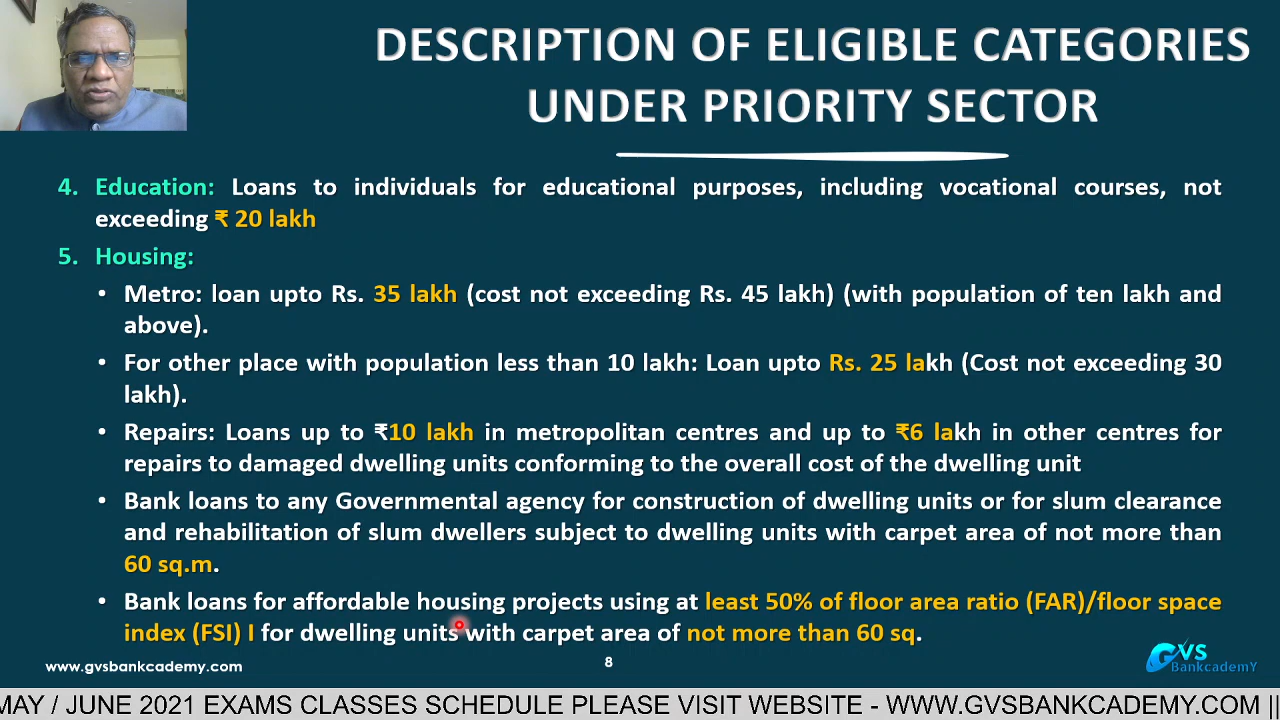 DESCRIPTION OF ELIGIBLE CATEGORIES
UNDER PRIORITY SECTOR
4. Education: Loans to individuals for educational purposes, including vocational courses, not
exceeding ₹ 20 lakh
5. Housing:
• Metro: loan upto Rs. 35 lakh (cost not exceeding Rs. 45 lakh) (with population of ten lakh and
above).
• For other place with population less than 10 lakh: Loan upto Rs. 25 lakh (Cost not exceeding 30
lakh).
• Repairs: Loans up to ₹10 lakh in metropolitan centres and up to ₹6 lakh in other centres for
repairs to damaged dwelling units conforming to the overall cost of the dwelling unit
• Bank loans to any Governmental agency for construction of dwelling units or for slum clearance
and rehabilitation of slum dwellers subject to dwelling units with carpet area of not more than
60 sq.m.
• Bank loans for affordable housing projects using at least 50% of floor area ratio (FAR)/floor space
index (FSI) I for dwelling units with carpet area of not more than 60 sq.
www.gvsbankcademy.com
8
GVS
BankcademY
MAY / JUNE 2021 EXAMS CLASSES SCHEDULE PLEASE VISIT WEBSITE - WWW.GVSBANKCADEMY.COM ||